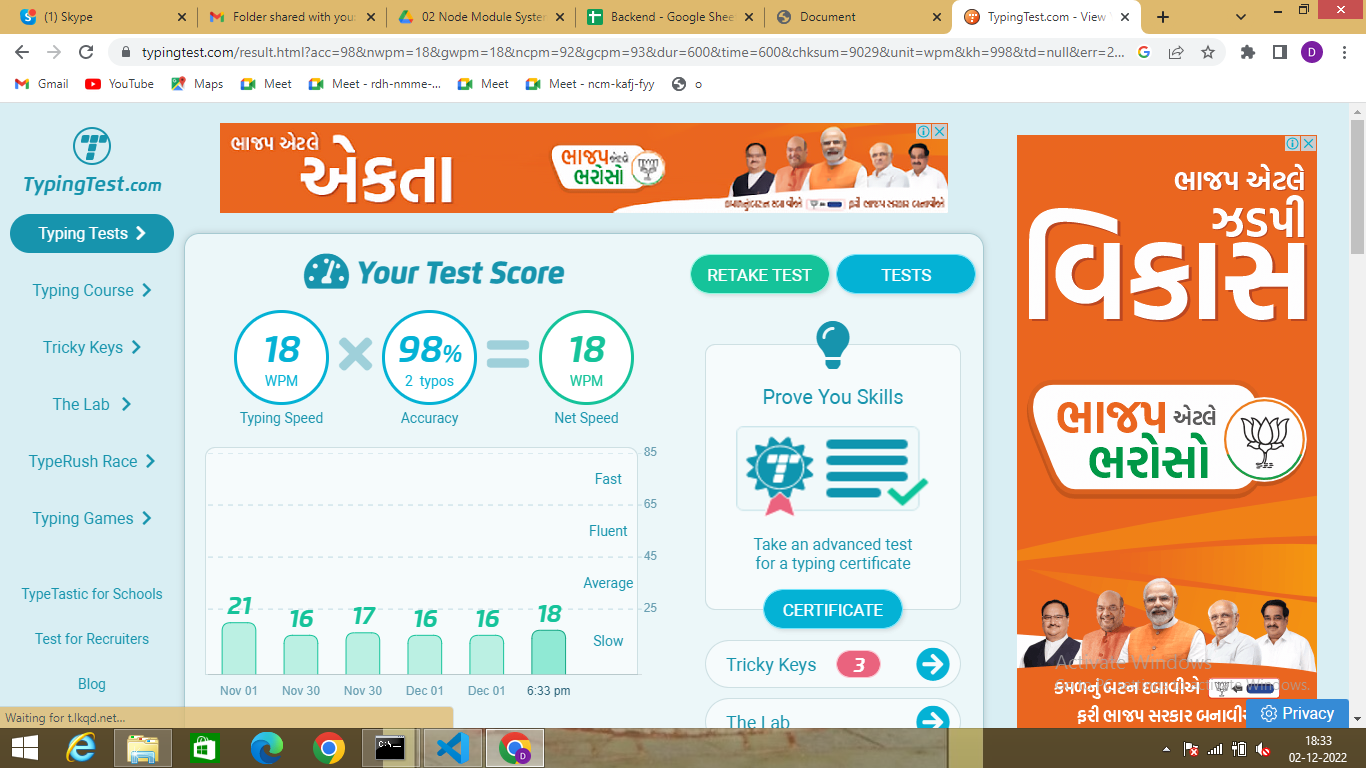 (1) Skype
Folder shared with you:
02 Node Module Syste
Backend - Google Shee
Document
TypingTest.com - View Y
typingtest.com/result.html?acc=98&nwpm=18&gwpm=18&ncpm=92&gcpm=93&dur=600&time=600&chksum=9029&unit=wpm&kh=998&td=null&err=2...
D
Gmail
YouTube
Maps
Meet
Meet - rdh-nmme-...
Meet
Meet - ncm-kafj-fyy
o
TypingTest.com
Typing Tests
Typing Course
Tricky Keys
The Lab
TypeRush Race
Typing Games
TypeTastic for Schools
Test for Recruiters
Blog
ભાજપ એટલે
એકતા
ભાજપ એટલે
ભરોસો
કમળનું બટન દબાવીએ
ફરી ભાજપ સરકાર બનાવીએ
Your Test Score
RETAKE TEST
TESTS
18
WPM
Typing Speed
98%
2 typos
Accuracy
18
WPM
Net Speed
85
Fast
65
Fluent
45
Average
25
Slow
21
16
17
16
16
18
Nov 01
Nov 30
Nov 30
Dec 01
Dec 01
6:33 pm
Prove You Skills
Take an advanced test
for a typing certificate
CERTIFICATE
Tricky Keys
3
The Lab
ભાજપ એટલે
ઝડપી
વિકાસ
ભાજપ એટલે
ભરોસો
કમળનું બટન દબાવીએ
ફરી ભાજપ સરકાર બનાવીએ
Activate Windows
Privacy
Waiting for t.lkqd.net...
18:33
02-12-2022